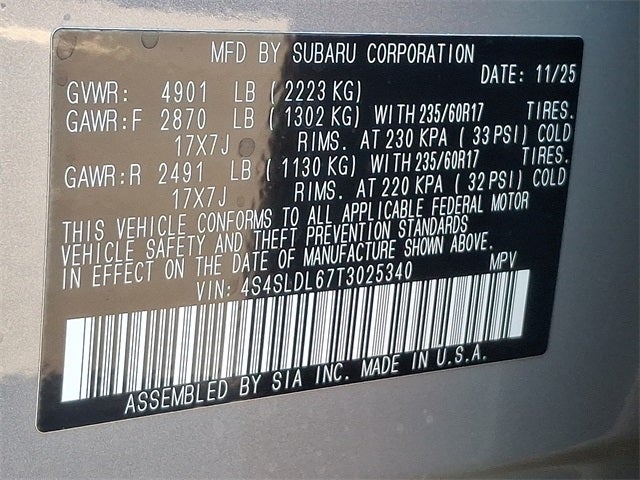 MFD BY SUBARU CORPORATION
DATE: 11/25
GVWR: 4901 LB ( 2223 KG)
GAWR:F 2870 LB ( 1302 KG) WITH 235/60R17 TIRES.
17X7J RIMS. AT 230 KPA ( 33 PSI) COLD
GAWR:R 2491 LB ( 1130 KG) WITH 235/60R17 TIRES.
17X7J RIMS. AT 220 KPA ( 32 PSI) COLD
THIS VEHICLE CONFORMS TO ALL APPLICABLE FEDERAL MOTOR
VEHICLE SAFETY AND THEFT PREVENTION STANDARDS
IN EFFECT ON THE DATE OF MANUFACTURE SHOWN ABOVE.
VIN: 4S4SLDL67T3025340 MPV
ASSEMBLED BY SIA INC. MADE IN U.S.A.